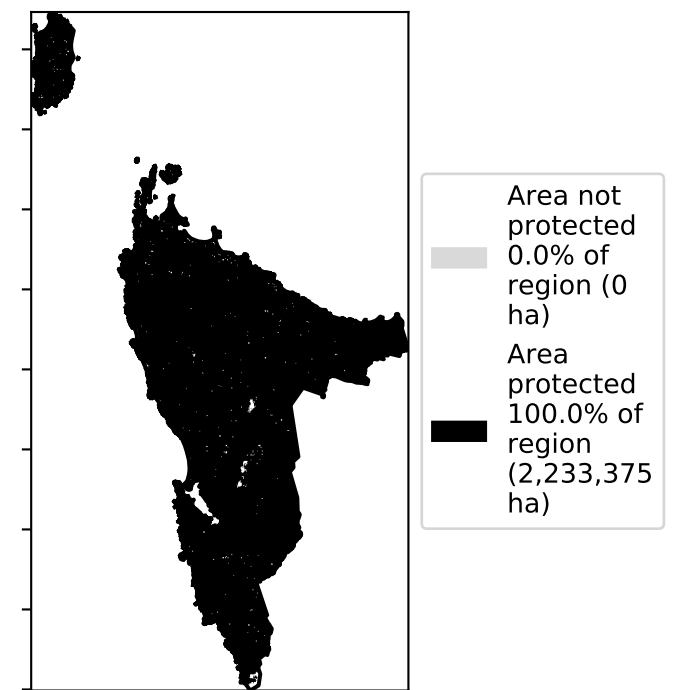 Area not
protected
0.0% of
region (0
ha)
Area
protected
100.0% of
region
(2,233,375
ha)